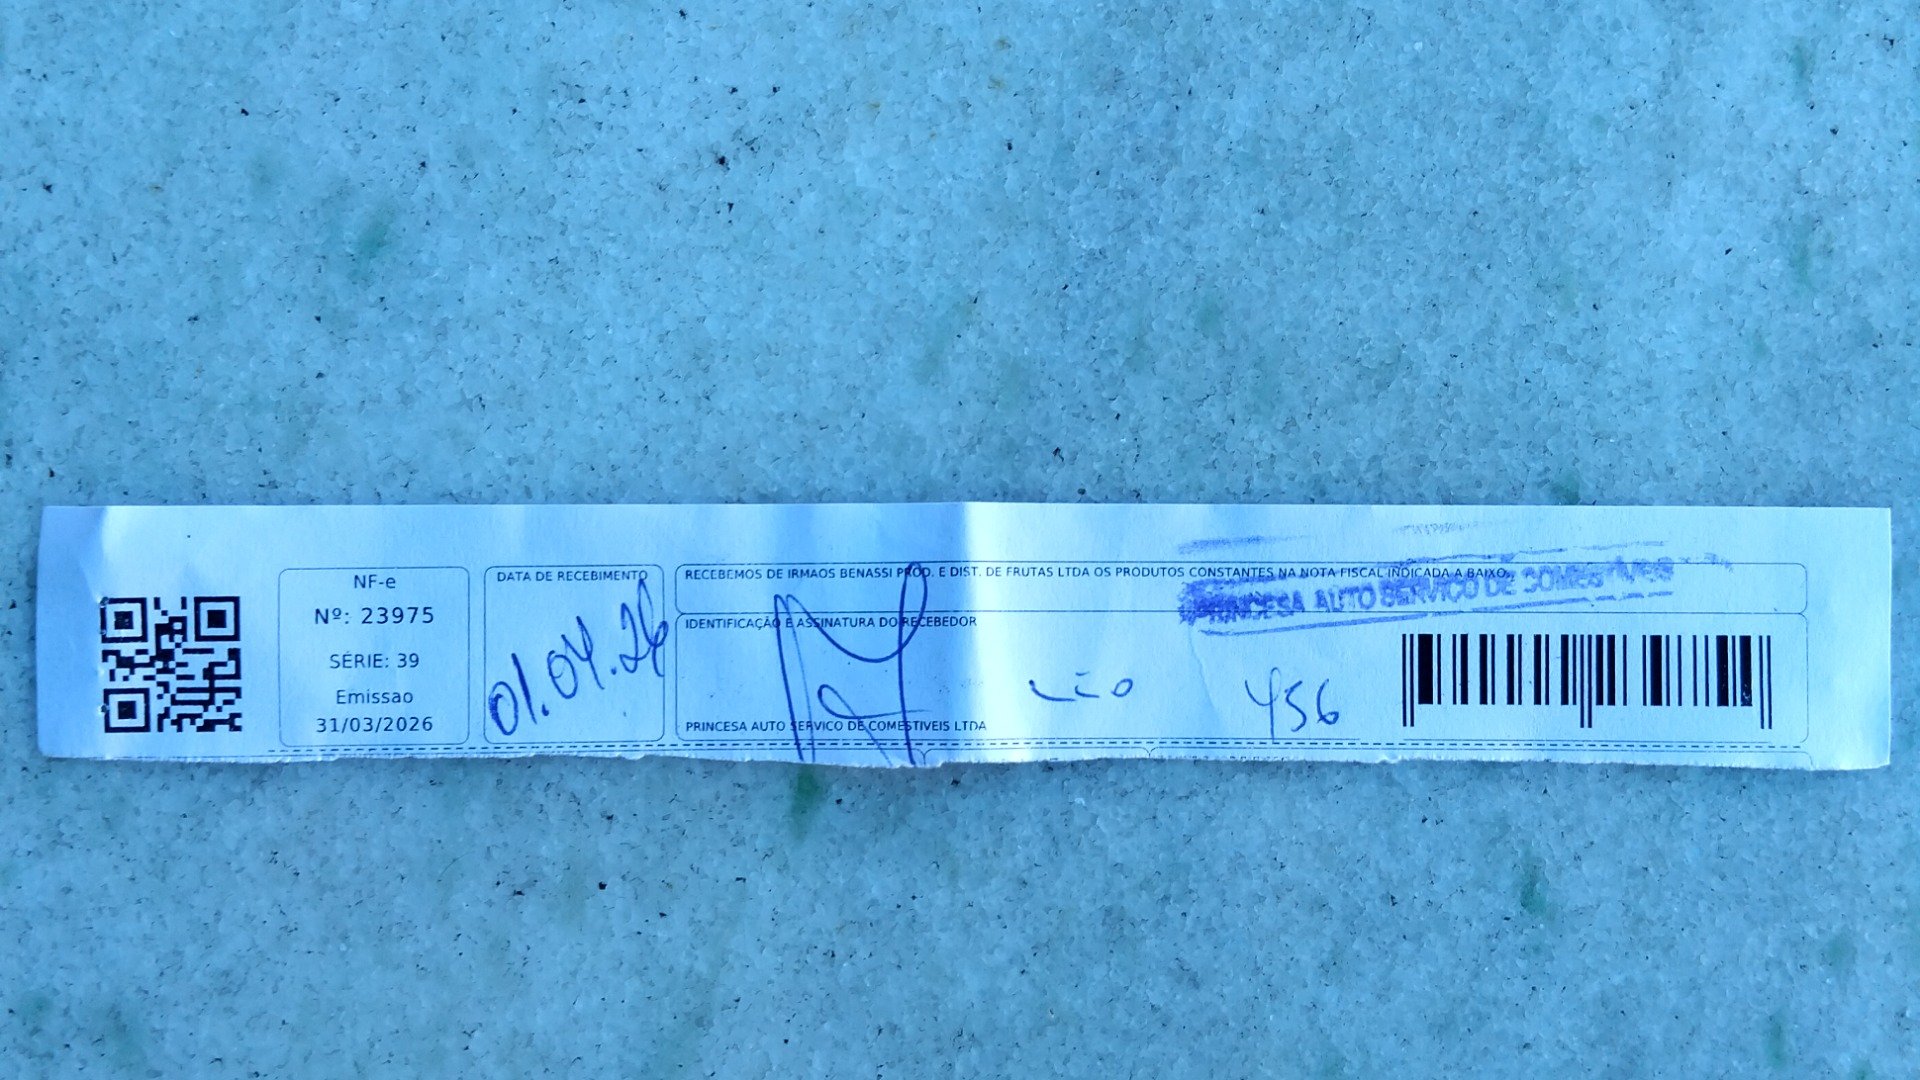 NF-e
Nº: 23975
SÉRIE: 39
Emissao
31/03/2026
DATA DE RECEBIMENTO
01.04.26
RECEBEMOS DE IRMAOS BENASSI PROD. E DIST. DE FRUTAS LTDA OS PRODUTOS CONSTANTES NA NOTA FISCAL INDICADA A BAIXO.
PRINCESA AUTO SERVICO DE COMESTIVEIS
IDENTIFICAÇÃO E ASSINATURA DO RECEBEDOR
456
PRINCESA AUTO SERVICO DE COMESTIVEIS LTDA